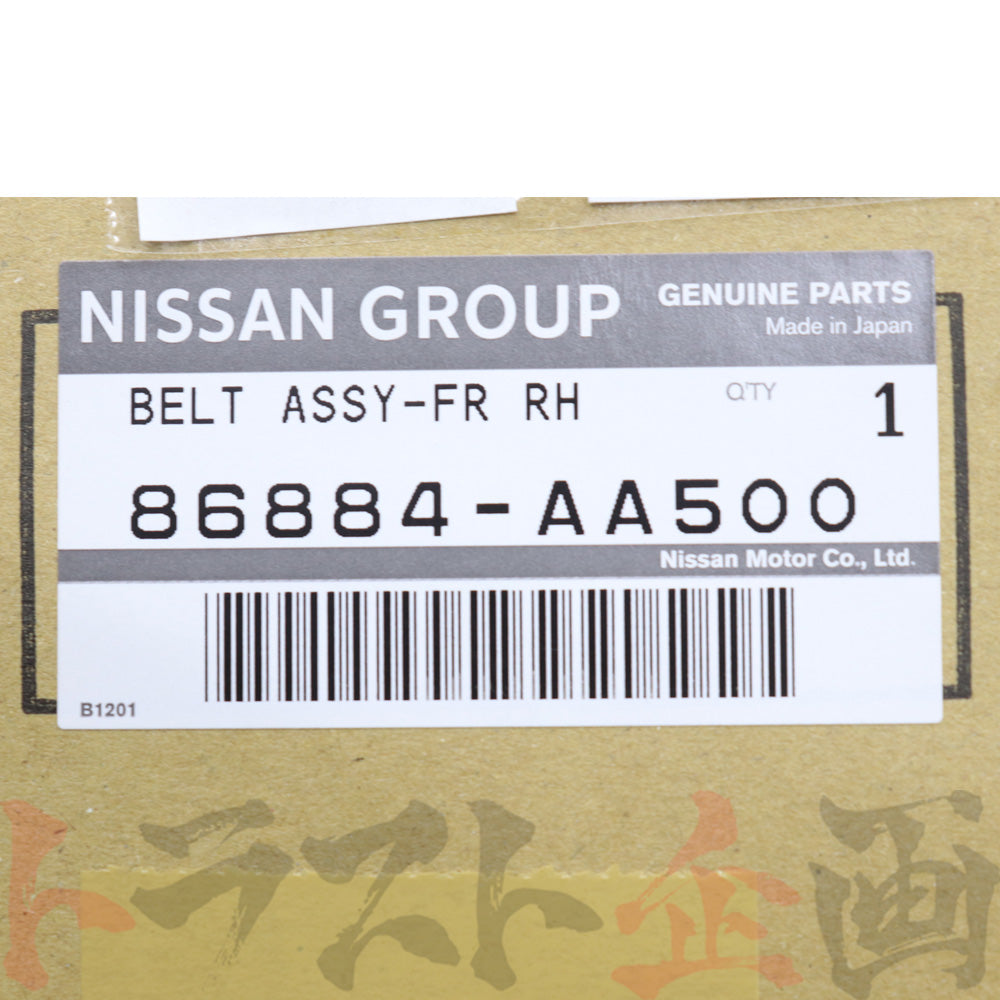 NISSAN GROUP
GENUINE PARTS
Made in Japan
BELT ASSY-FR RH
Q'TY
1
86884-AA500
Nissan Motor Co., Ltd.
B1201
トラスト企画